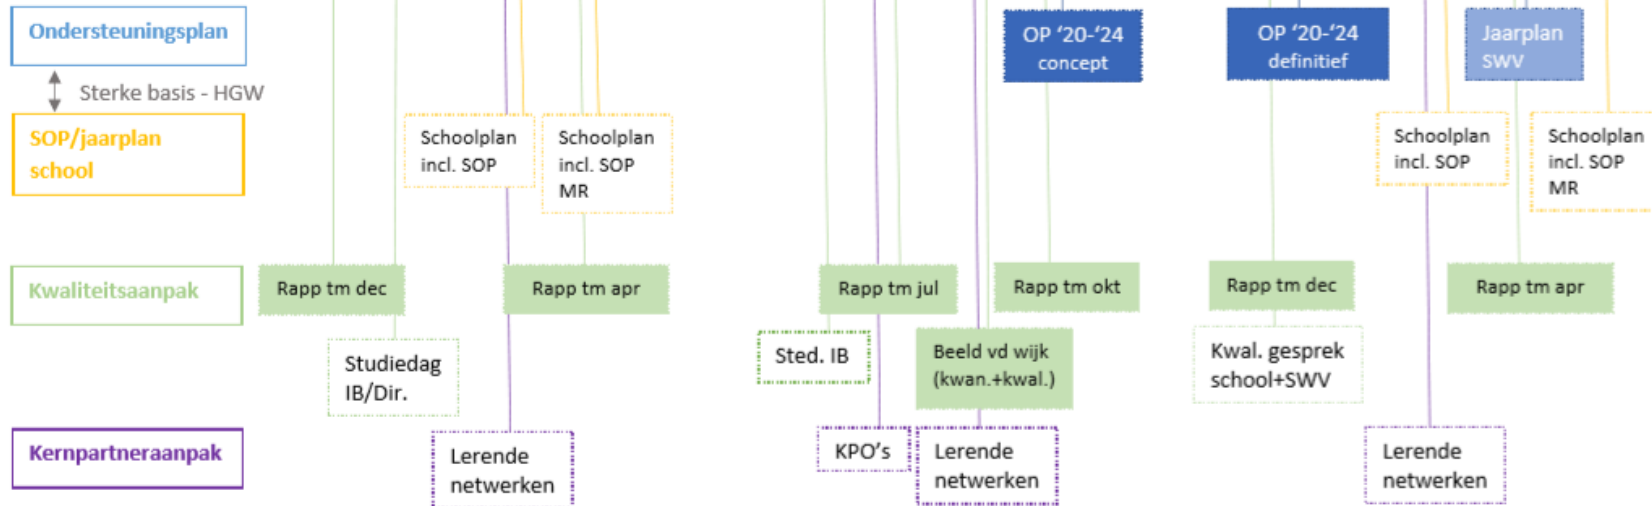 Ondersteuningsplan
OP ‘20-‘24
concept
OP ‘20-‘24
definitief
Jaarplan
SWV
Sterke basis - HGW
SOP/jaarplan
school
Schoolplan
incl. SOP
Schoolplan
incl. SOP
MR
Schoolplan
incl. SOP
Schoolplan
incl. SOP
MR
Kwaliteitsaanpak
Rapp tm dec
Rapp tm apr
Rapp tm jul
Rapp tm okt
Rapp tm dec
Rapp tm apr
Studiedag
IB/Dir.
Sted. IB
Beeld vd wijk
(kwan.+kwal.)
Kwal. gesprek
school+SWV
Kernpartneraanpak
Lerende
netwerken
KPO’s
Lerende
netwerken
Lerende
netwerken